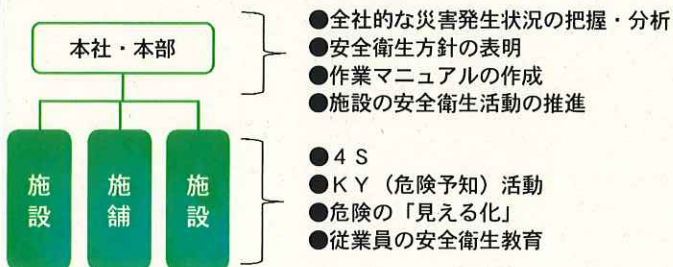 本社・本部
●全社的な災害発生状況の把握・分析
●安全衛生方針の表明
●作業マニュアルの作成
●施設の安全衛生活動の推進
施設
施舗
施設
●4S
●KY(危険予知)活動
●危険の「見える化」
●従業員の安全衛生教育